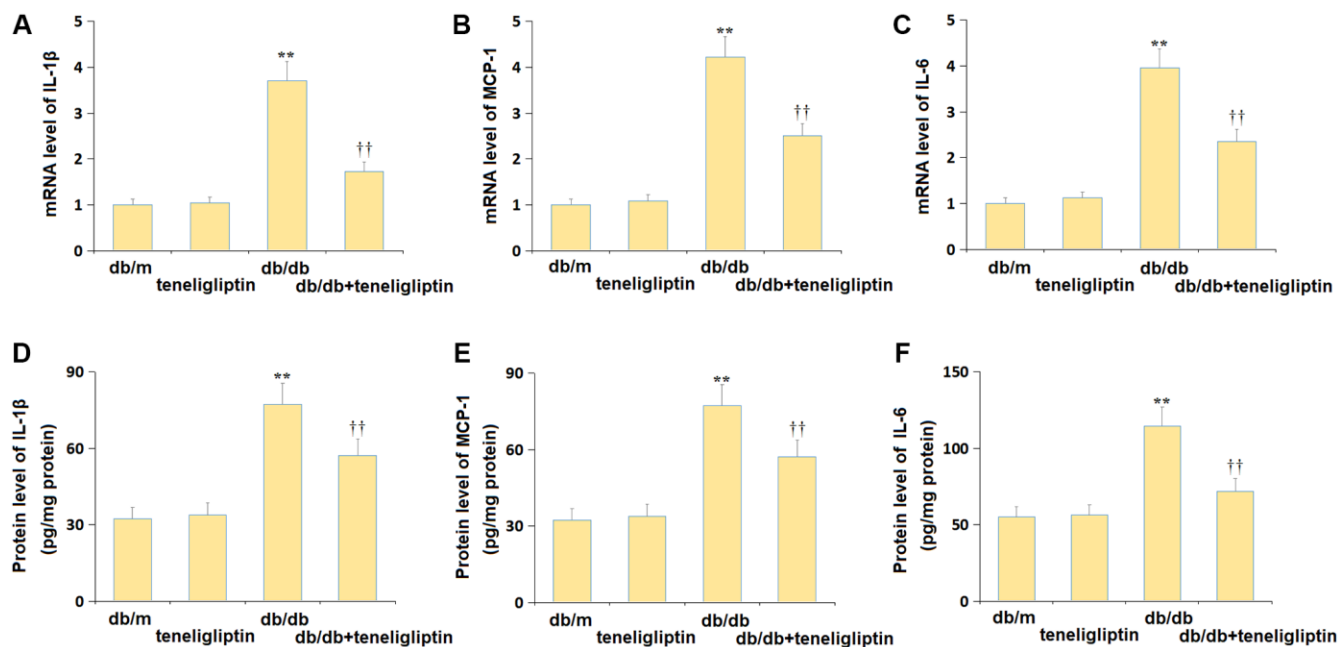 A
mRNA level of IL-1β
5
4
3
2
1
0
**
††
db/m
teneligliptin
db/db
db/db+teneligliptin
B
mRNA level of MCP-1
5
4
3
2
1
0
**
††
db/m
teneligliptin
db/db
db/db+teneligliptin
C
mRNA level of IL-6
5
4
3
2
1
0
**
††
db/m
teneligliptin
db/db
db/db+teneligliptin
D
Protein level of IL-1β
(pg/mg protein)
90
60
30
0
**
††
db/m
teneligliptin
db/db
db/db+teneligliptin
E
Protein level of MCP-1
(pg/mg protein)
90
60
30
0
**
††
db/m
teneligliptin
db/db
db/db+teneligliptin
F
Protein level of IL-6
(pg/mg protein)
150
100
50
0
**
††
db/m
teneligliptin
db/db
db/db+teneligliptin